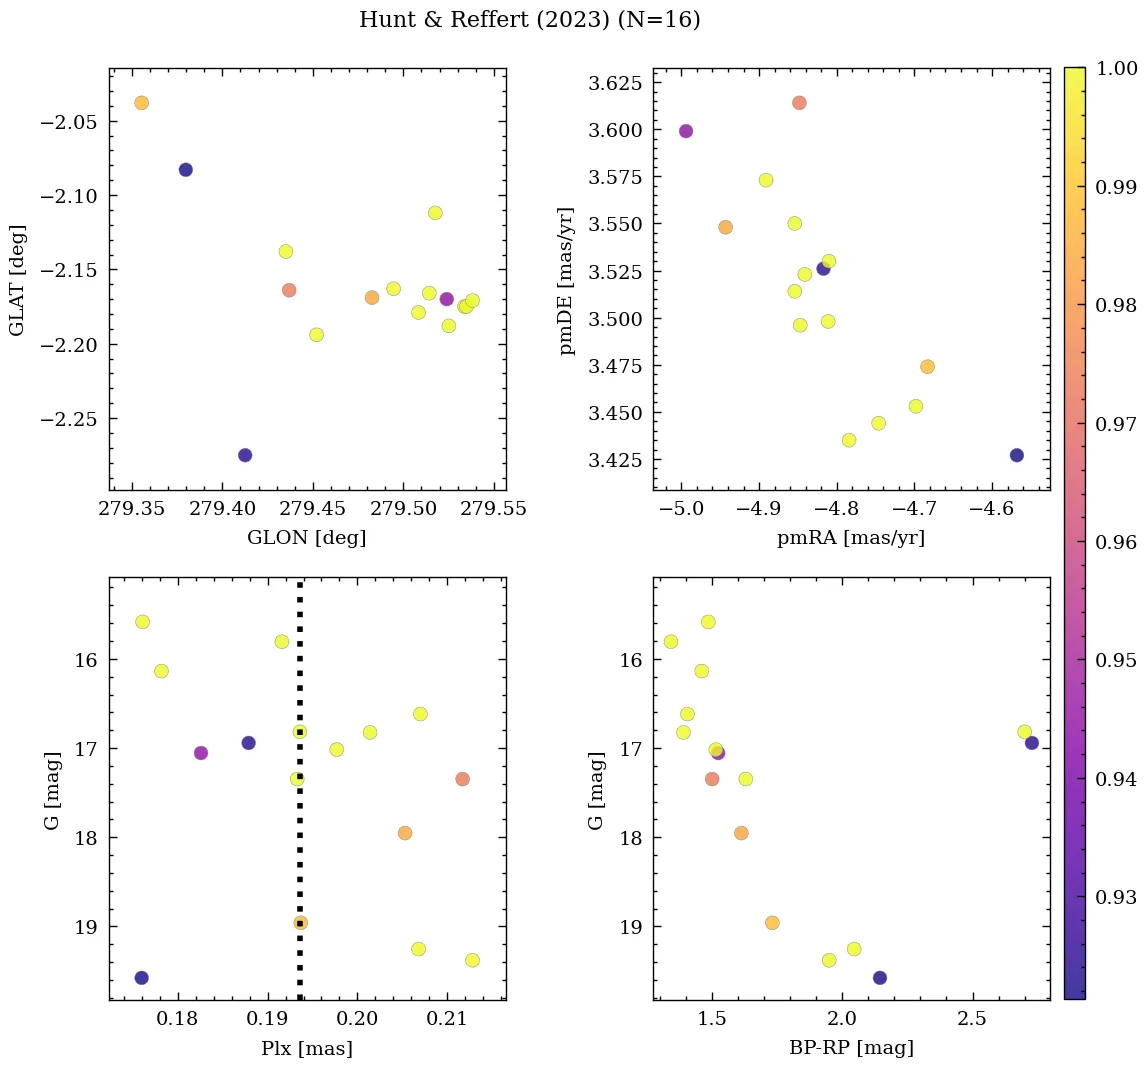 Hunt & Reffert (2023) (N=16)
GLAT [deg]
−2.05
−2.10
−2.15
−2.20
−2.25
279.35 279.40 279.45 279.50 279.55
GLON [deg]
pmDE [mas/yr]
3.625
3.600
3.575
3.550
3.525
3.500
3.475
3.450
3.425
−5.0 −4.9 −4.8 −4.7 −4.6
pmRA [mas/yr]
G [mag]
16
17
18
19
0.18 0.19 0.20 0.21
Plx [mas]
G [mag]
16
17
18
19
1.5 2.0 2.5
BP-RP [mag]
1.00
0.99
0.98
0.97
0.96
0.95
0.94
0.93